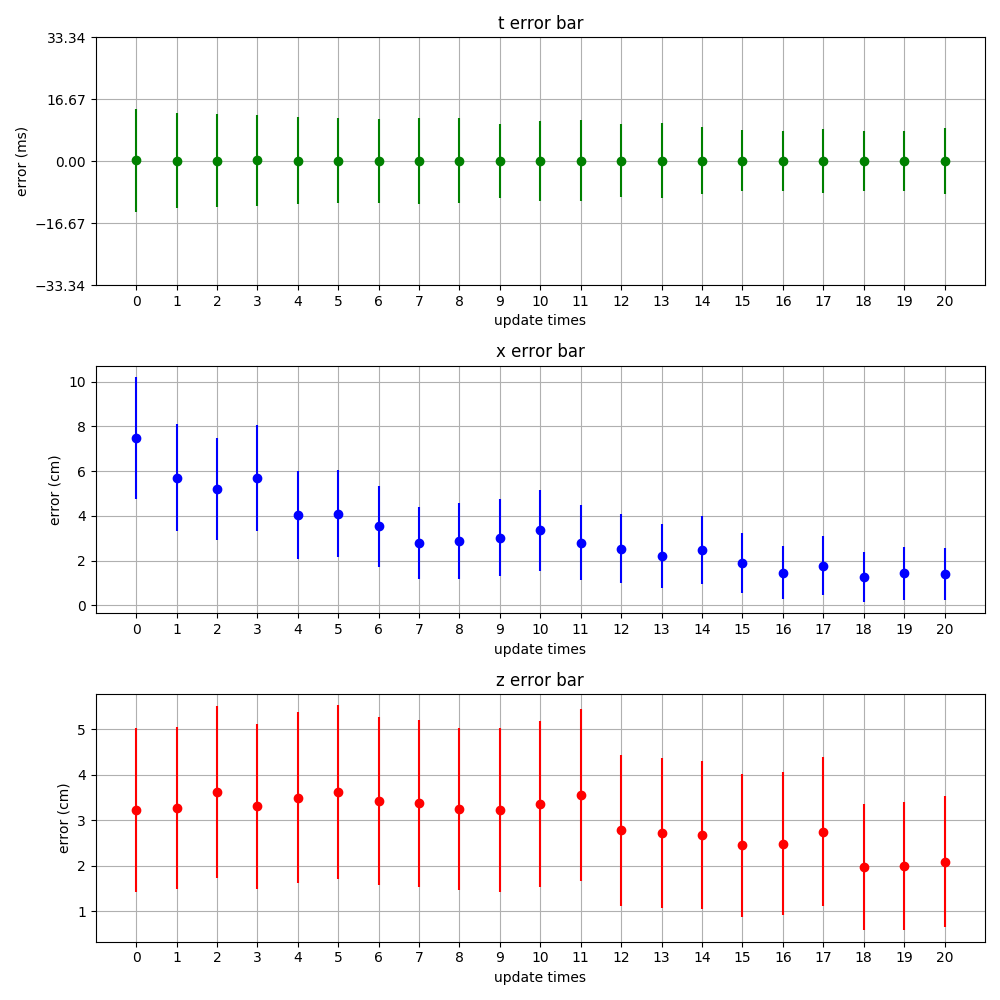 t error bar
33.34
16.67
0.00
−16.67
−33.34
error (ms)
0 1 2 3 4 5 6 7 8 9 10 11 12 13 14 15 16 17 18 19 20
update times
x error bar
10
8
6
4
2
0
error (cm)
0 1 2 3 4 5 6 7 8 9 10 11 12 13 14 15 16 17 18 19 20
update times
z error bar
5
4
3
2
1
error (cm)
0 1 2 3 4 5 6 7 8 9 10 11 12 13 14 15 16 17 18 19 20
update times